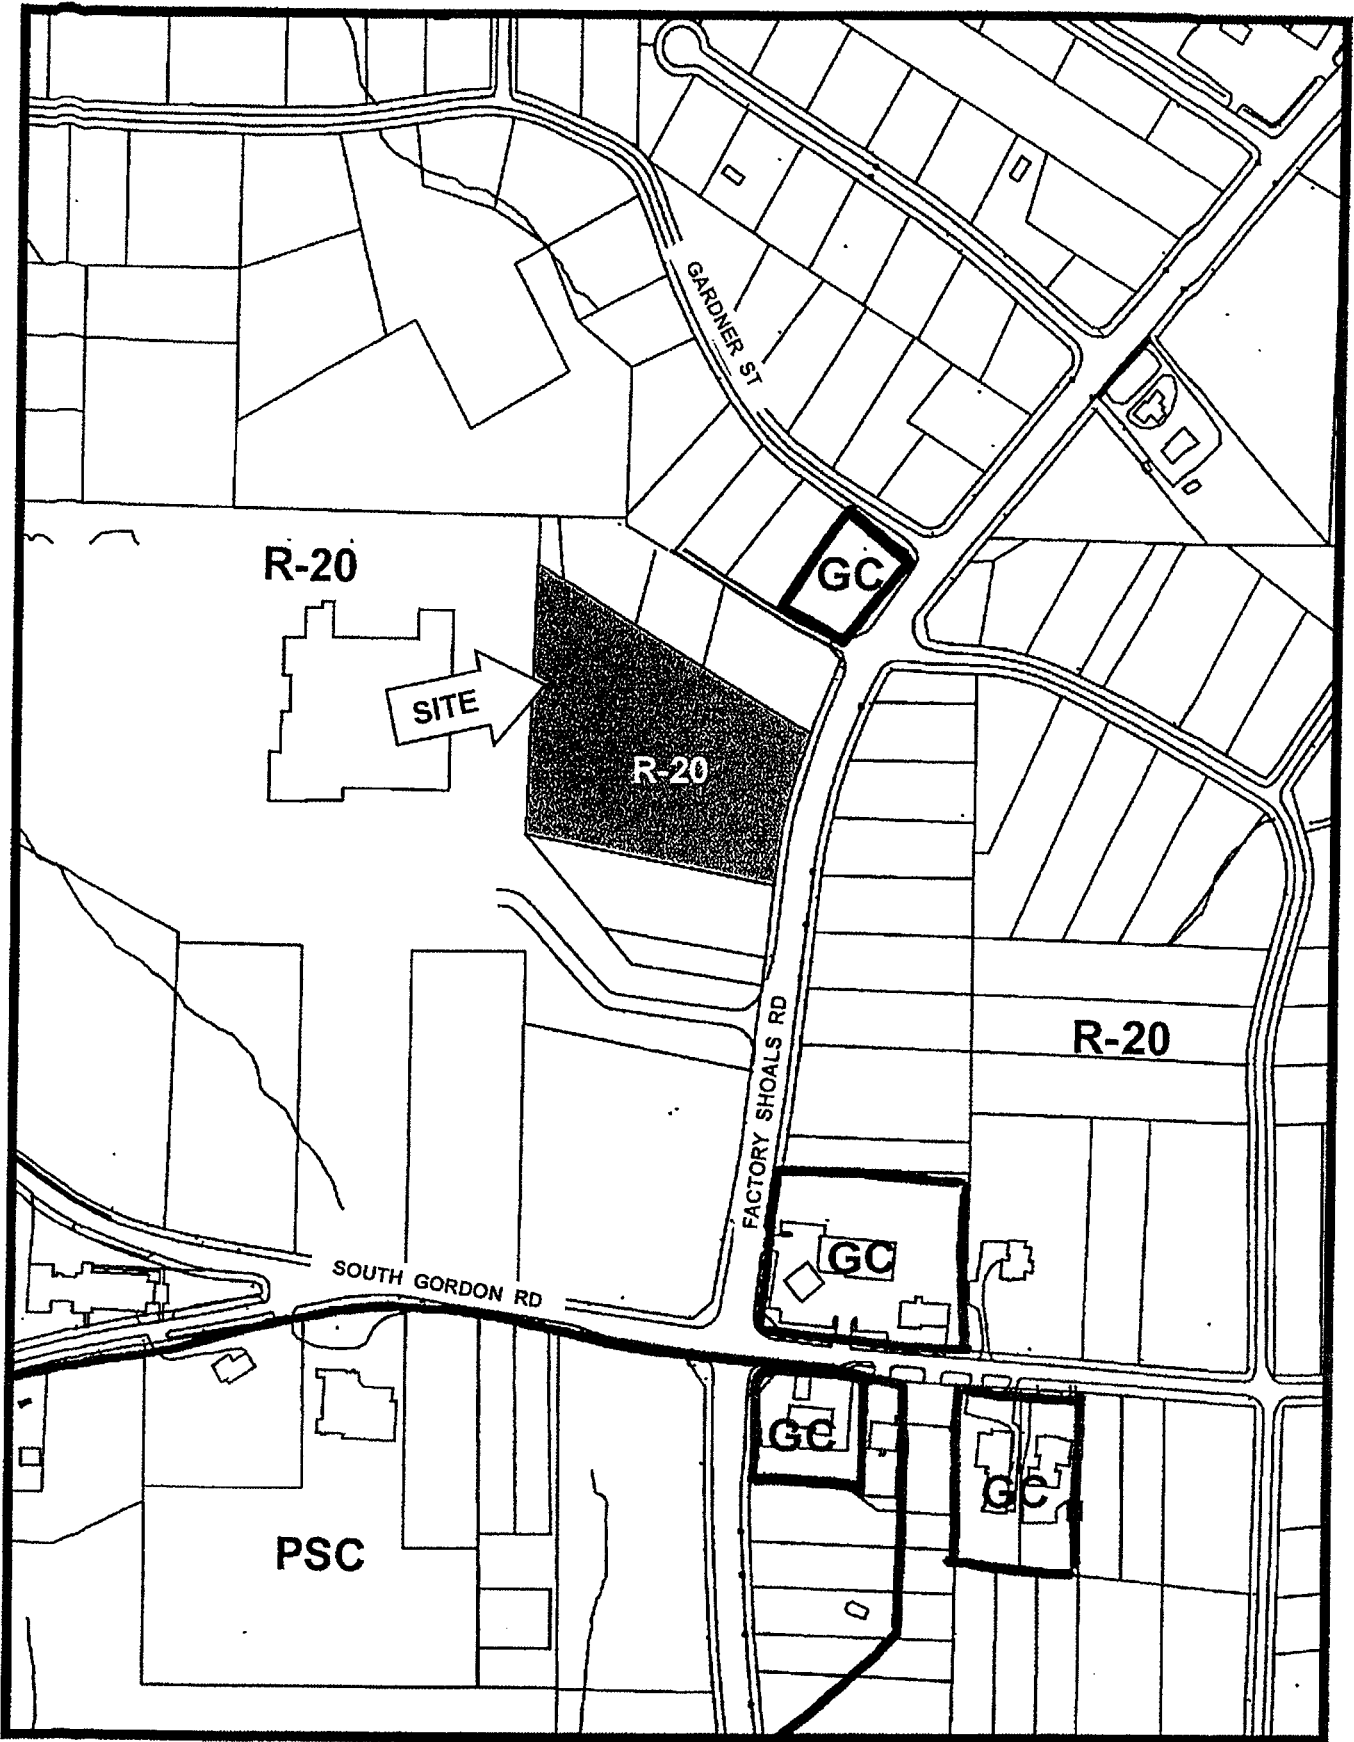 GARDNER ST
R-20
GC
SITE
R-20
R-20
FACTORY SHOALS RD
GC
SOUTH GORDON RD
GC
GC
PSC